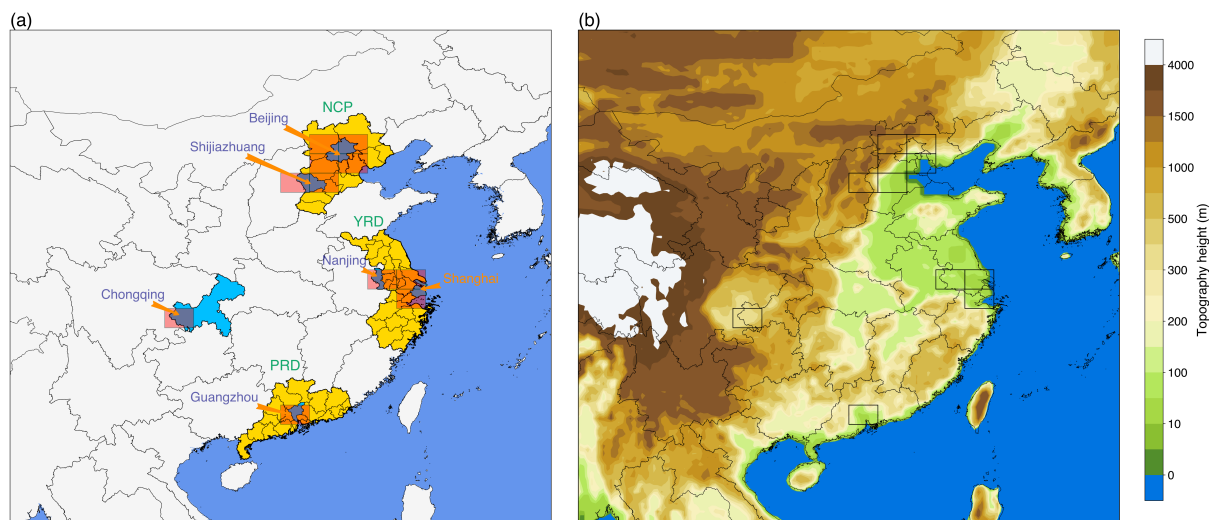 (a)
NCP
Beijing
Shijiazhuang
YRD
Nanjing
Shanghai
Chongqing
PRD
Guangzhou
(b)
4000
1500
1000
500
300
200
100
10
0
Topography height (m)